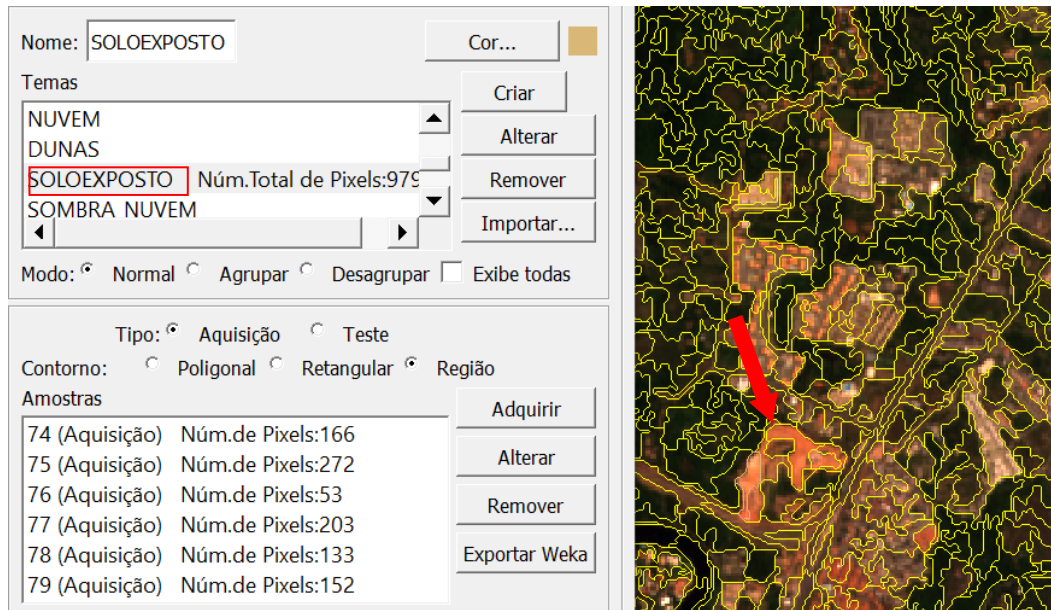 Nome: SOLOEXPOSTO Cor...
Temas
Criar
NUVEM
Alterar
DUNAS
SOLOEXPOSTO Núm.Total de Pixels:979
Remover
SOMBRA NUVEM
Importar...
Modo: Normal Agrupar Desagrupar Exibe todas
Tipo: Aquisição Teste
Contorno: Poligonal Retangular Região
Amostras
Adquirir
74 (Aquisição) Núm.de Pixels:166
75 (Aquisição) Núm.de Pixels:272
Alterar
76 (Aquisição) Núm.de Pixels:53
Remover
77 (Aquisição) Núm.de Pixels:203
78 (Aquisição) Núm.de Pixels:133
Exportar Weka
79 (Aquisição) Núm.de Pixels:152